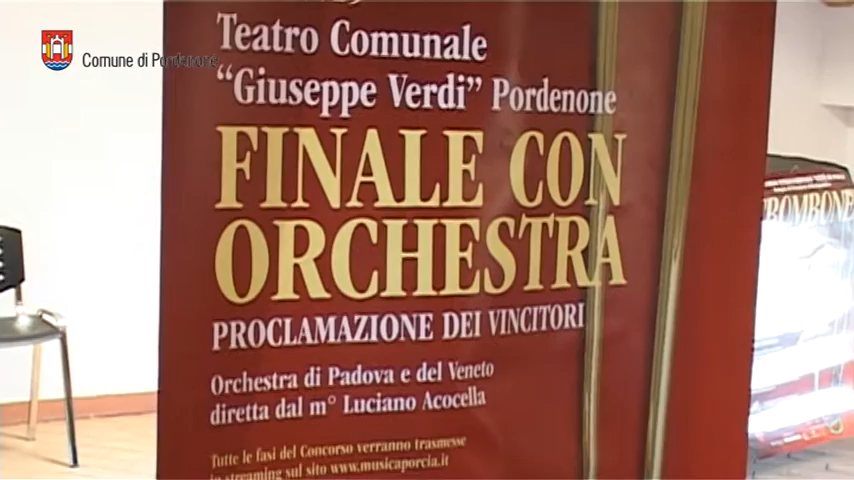 Comune di Pordenone
Teatro Comunale
“Giuseppe Verdi” Pordenone
FINALE CON
ORCHESTRA
PROCLAMAZIONE DEI VINCITORI
Orchestra di Padova e del Veneto
diretta dal m° Luciano Acocella
Tutte le fasi del Concorso verranno trasmesse
in streaming sul sito www.musicaporcia.it
TROMBONE